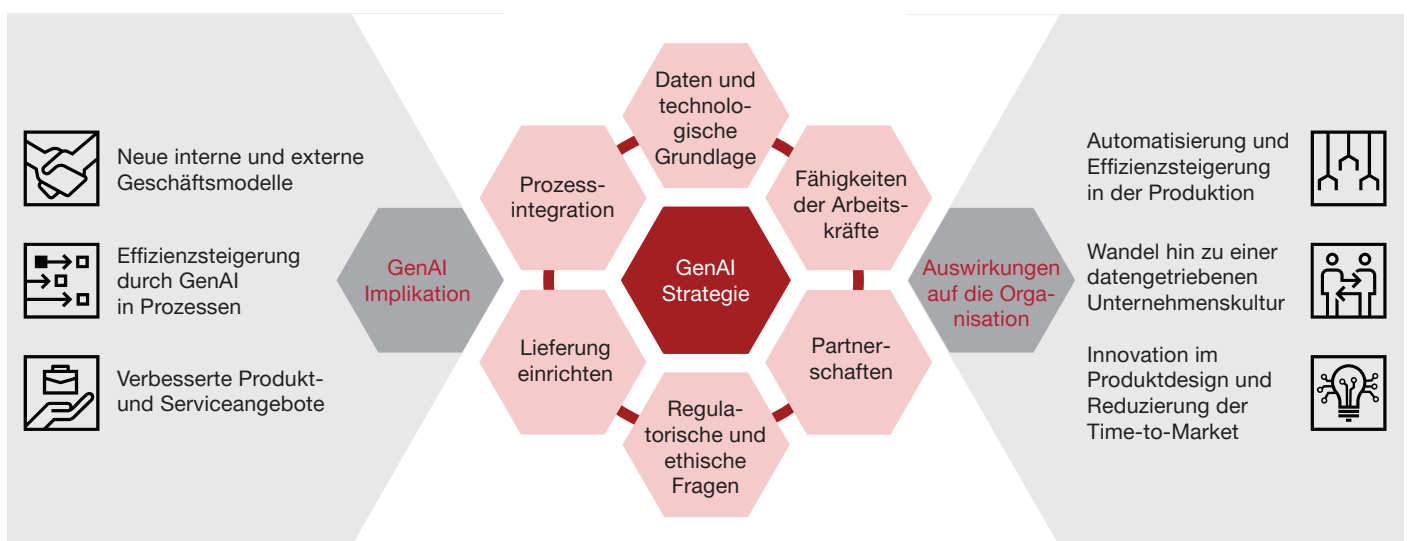 Neue interne und externe
Geschäftsmodelle
Effizienzsteigerung
durch GenAI
in Prozessen
Verbesserte Produkt-
und Serviceangebote
GenAI
Implikation
Daten und
technolo-
gische
Grundlage
Prozess-
integration
Fähigkeiten
der Arbeits-
kräfte
GenAI
Strategie
Lieferung
einrichten
Partner-
schaften
Regula-
torische und
ethische
Fragen
Auswirkungen
auf die Orga-
nisation
Automatisierung und
Effizienzsteigerung
in der Produktion
Wandel hin zu einer
datengetriebenen
Unternehmenskultur
Innovation im
Produktdesign und
Reduzierung der
Time-to-Market